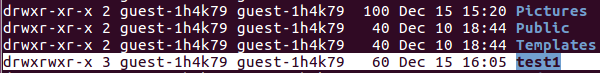 drwxr-xr-x 2 guest-1h4k79 guest-1h4k79 100 Dec 15 15:20 Pictures
drwxr-xr-x 2 guest-1h4k79 guest-1h4k79 40 Dec 10 18:44 Public
drwxr-xr-x 2 guest-1h4k79 guest-1h4k79 40 Dec 10 18:44 Templates
drwxrwxr-x 3 guest-1h4k79 guest-1h4k79 60 Dec 15 16:05 test1